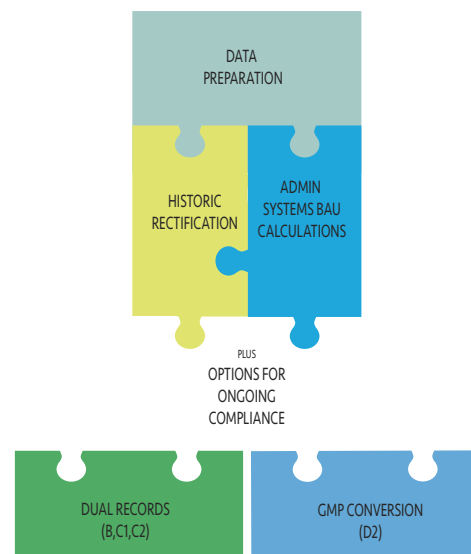 DATA
PREPARATION
HISTORIC
RECTIFICATION
ADMIN
SYSTEMS BAU
CALCULATIONS
PLUS
OPTIONS FOR
ONGOING
COMPLIANCE
DUAL RECORDS
(B,C1,C2)
GMP CONVERSION
(D2)